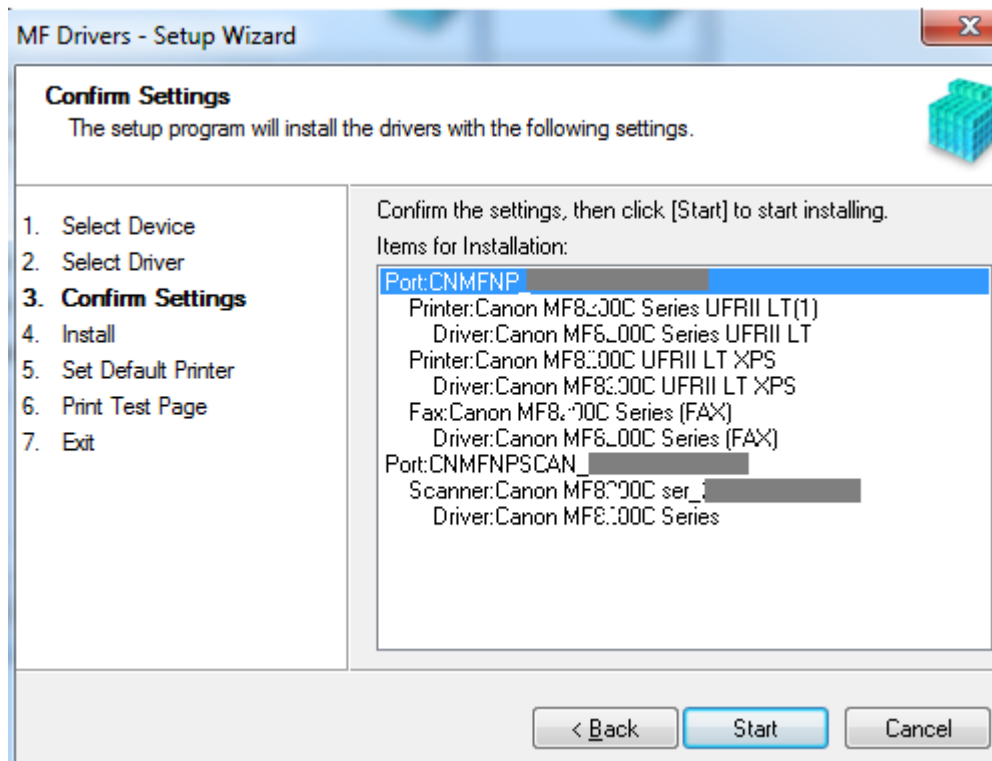 MF Drivers - Setup Wizard
Confirm Settings
The setup program will install the drivers with the following settings.
1. Select Device
2. Select Driver
3. Confirm Settings
4. Install
5. Set Default Printer
6. Print Test Page
7. Exit
Confirm the settings, then click [Start] to start installing.
Items for Installation:
Port:CNMFNP_
Printer:Canon Series UFRII LT(1)
Driver:Canon Series UFRII LT
Printer:Canon UFRII LT XPS
Driver:Canon UFRII LT XPS
Fax:Canon Series (FAX)
Driver:Canon Series (FAX)
Port:CNMFNPSCAN_
Scanner:Canon ser_
Driver:Canon Series
< Back
Start
Cancel